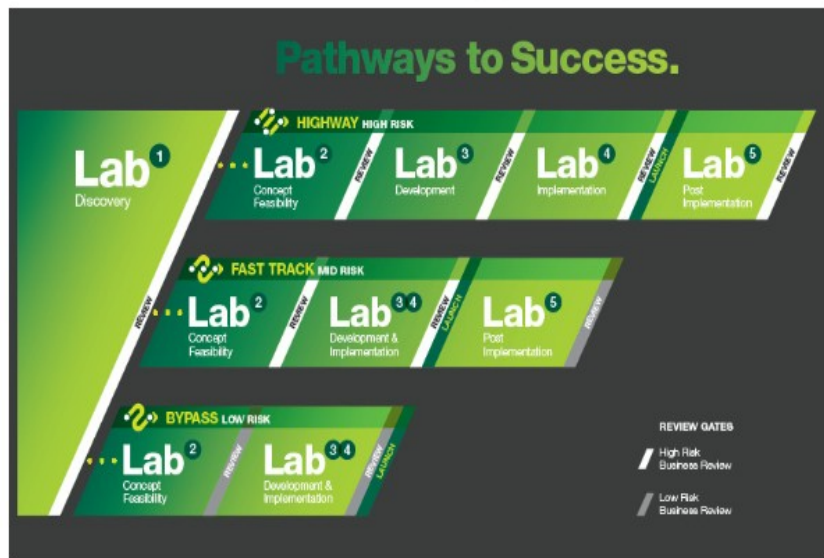 Pathways to Success.
Lab 1
Discovery
REVIEW
HIGHWAY HIGH RISK
Lab 2
Concept
Feasibility
REVIEW
Lab 3
Development
REVIEW
Lab 4
Implementation
REVIEW
LAUNCH
Lab 5
Post
Implementation
REVIEW
FAST TRACK MID RISK
Lab 2
Concept
Feasibility
REVIEW
Lab 3 4
Development &
Implementation
REVIEW
LAUNCH
Lab 5
Post
Implementation
REVIEW
BYPASS LOW RISK
Lab 2
Concept
Feasibility
REVIEW
Lab 3 4
Development &
Implementation
REVIEW
LAUNCH
REVIEW GATES
High Risk
Business Review
Low Risk
Business Review